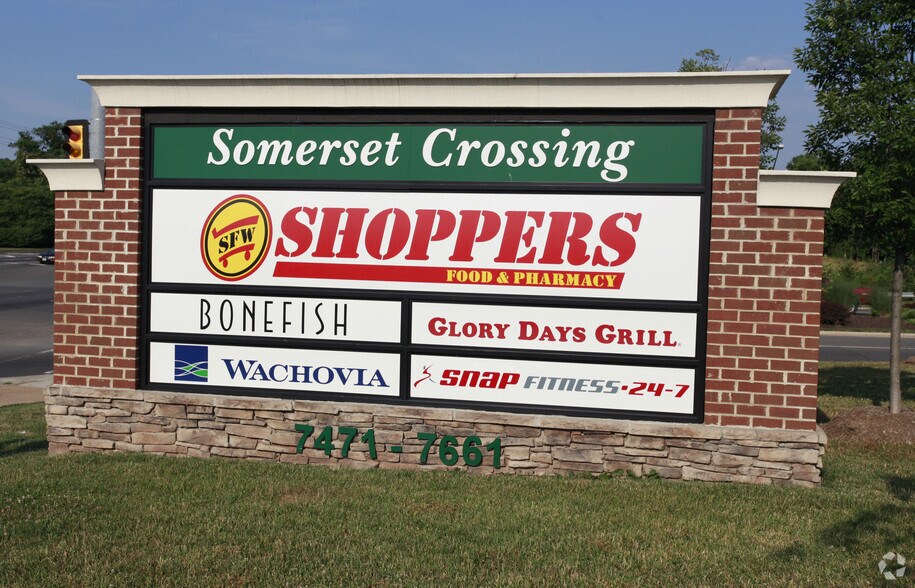 Somerset Crossing
SFW
SHOPPERS
FOOD & PHARMACY
BONEFISH
GLORY DAYS GRILL
WACHOVIA
SNAP FITNESS·24-7
7471 - 7661